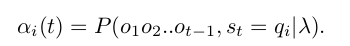 αᵢ(t) = P(o₁o₂..oₜ₋₁, sₜ = qᵢ|λ).